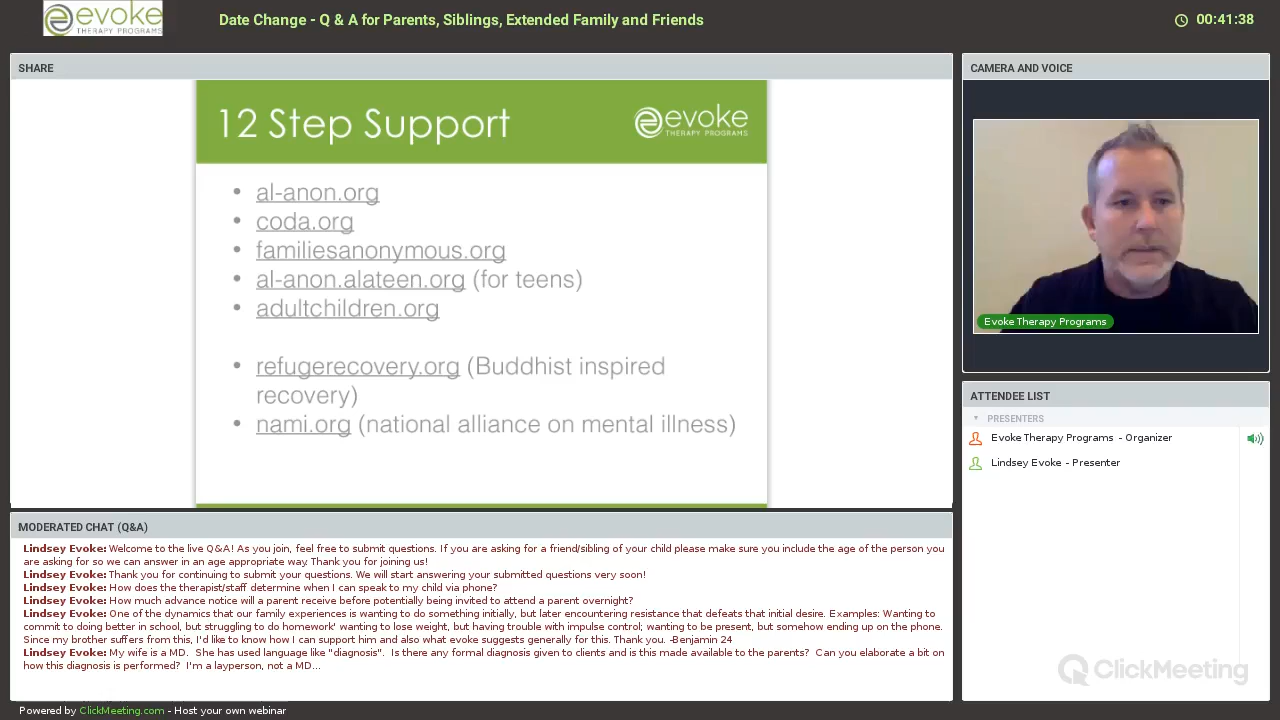 evoke
THERAPY PROGRAMS
Date Change - Q & A for Parents, Siblings, Extended Family and Friends
00:41:38
SHARE
12 Step Support
evoke
THERAPY PROGRAMS
• al-anon.org
• coda.org
• familiesanonymous.org
• al-anon.alateen.org (for teens)
• adultchildren.org
• refugerecovery.org (Buddhist inspired
recovery)
• nami.org (national alliance on mental illness)
CAMERA AND VOICE
Evoke Therapy Programs
ATTENDEE LIST
PRESENTERS
Evoke Therapy Programs - Organizer
Lindsey Evoke - Presenter
MODERATED CHAT (Q&A)
Lindsey Evoke: Welcome to the live Q&A! As you join, feel free to submit questions. If you are asking for a friend/sibling of your child please make sure you include the age of the person you
are asking for so we can answer in an age appropriate way. Thank you for joining us!
Lindsey Evoke: Thank you for continuing to submit your questions. We will start answering your submitted questions very soon!
Lindsey Evoke: How does the therapist/staff determine when I can speak to my child via phone?
Lindsey Evoke: How much advance notice will a parent receive before potentially being invited to attend a parent overnight?
Lindsey Evoke: One of the dynamics that our family experiences is wanting to do something initially, but later encountering resistance that defeats that initial desire. Examples: Wanting to
commit to doing better in school, but struggling to do homework' wanting to lose weight, but having trouble with impulse control; wanting to be present, but somehow ending up on the phone.
Since my brother suffers from this, I'd like to know how I can support him and also what evoke suggests generally for this. Thank you. -Benjamin 24
Lindsey Evoke: My wife is a MD. She has used language like "diagnosis". Is there any formal diagnosis given to clients and is this made available to the parents? Can you elaborate a bit on
how this diagnosis is performed? I'm a layperson, not a MD...
ClickMeeting
Powered by ClickMeeting.com - Host your own webinar